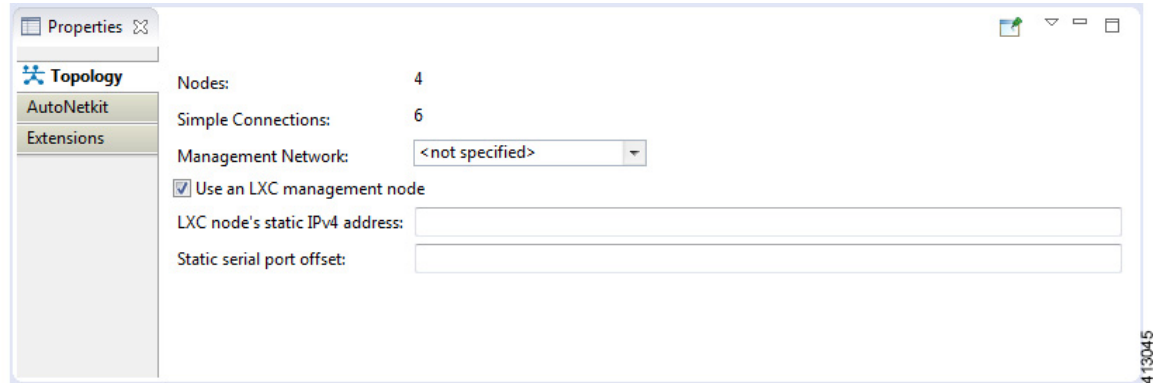 Properties
Topology
AutoNetkit
Extensions
Nodes: 4
Simple Connections: 6
Management Network: <not specified>
Use an LXC management node
LXC node's static IPv4 address:
Static serial port offset:
413045